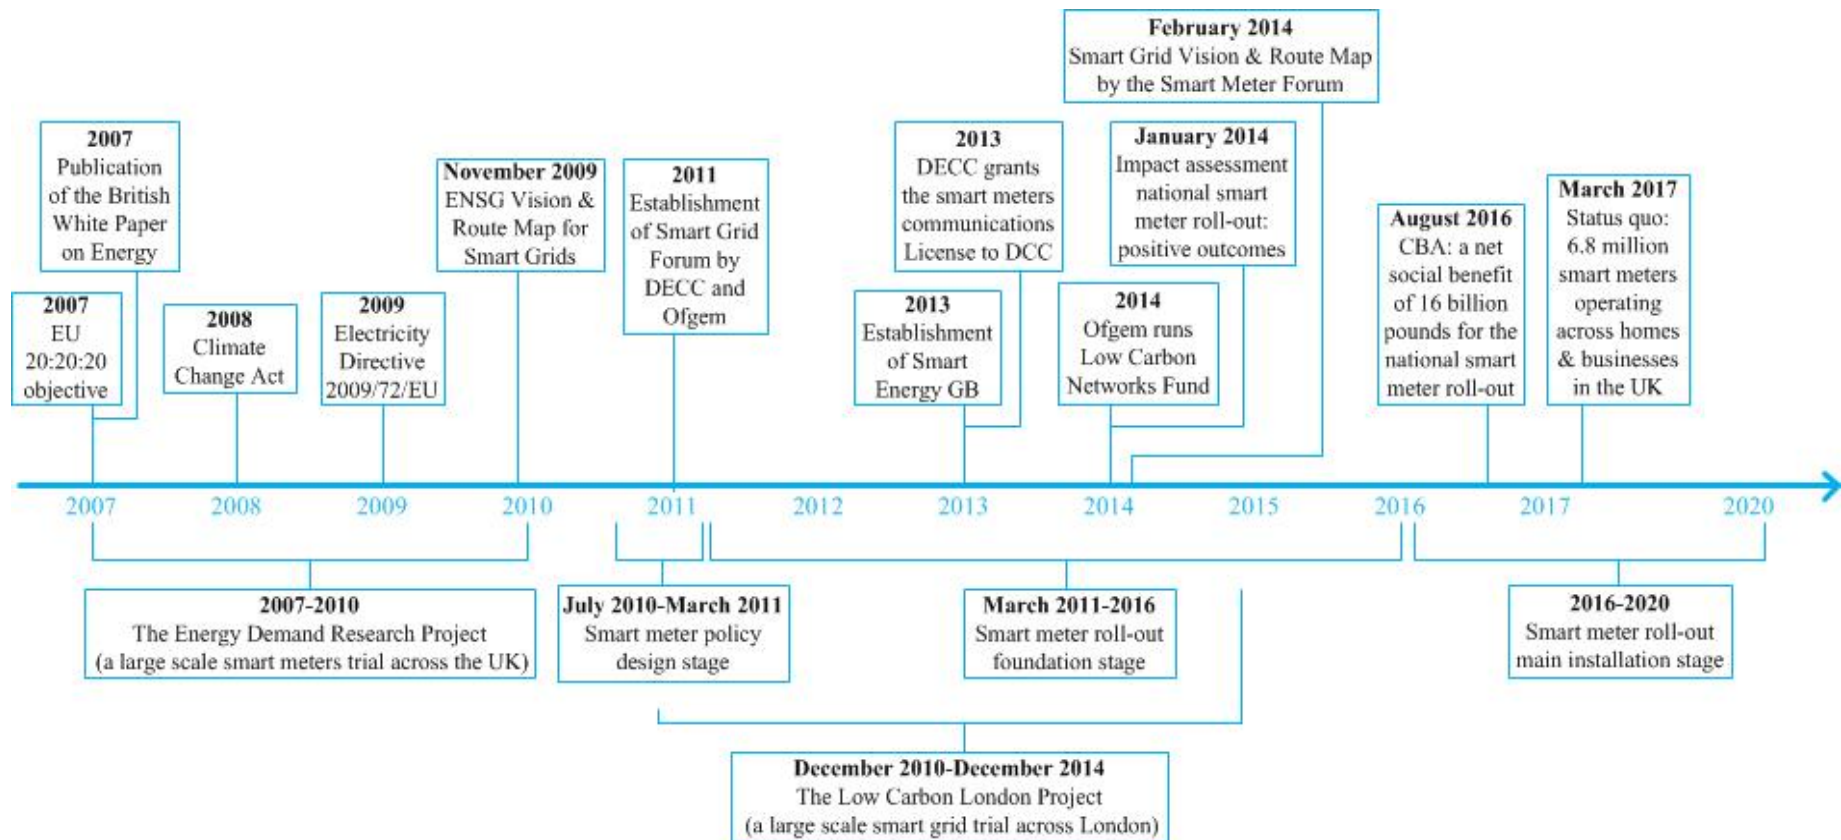 February 2014
Smart Grid Vision & Route Map
by the Smart Meter Forum
2007
Publication
of the British
White Paper
on Energy
November 2009
ENSG Vision &
Route Map for
Smart Grids
2011
Establishment
of Smart Grid
Forum by
DECC and
Ofgem
2013
DECC grants
the smart meters
communications
License to DCC
January 2014
Impact assessment
national smart
meter roll-out:
positive outcomes
August 2016
CBA: a net
social benefit
of 16 billion
pounds for the
national smart
meter roll-out
March 2017
Status quo:
6.8 million
smart meters
operating
across homes
& businesses
in the UK
2007
EU
20:20:20
objective
2008
Climate
Change Act
2009
Electricity
Directive
2009/72/EU
2013
Establishment
of Smart
Energy GB
2014
Ofgem runs
Low Carbon
Networks Fund
2007 2008 2009 2010 2011 2012 2013 2014 2015 2016 2017 2020
2007-2010
The Energy Demand Research Project
(a large scale smart meters trial across the UK)
July 2010-March 2011
Smart meter policy
design stage
March 2011-2016
Smart meter roll-out
foundation stage
2016-2020
Smart meter roll-out
main installation stage
December 2010-December 2014
The Low Carbon London Project
(a large scale smart grid trial across London)